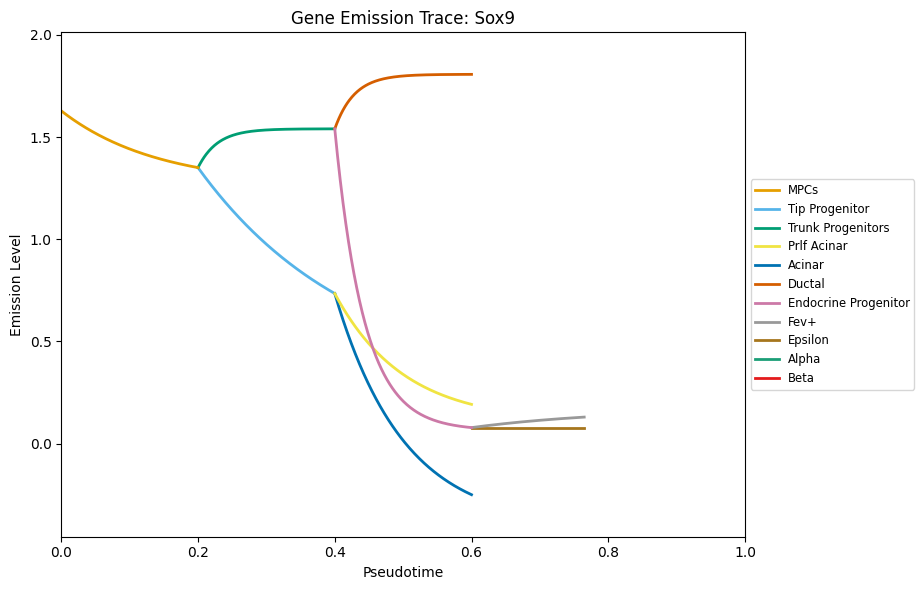 Gene Emission Trace: Sox9
2.0
1.5
1.0
0.5
0.0
Emission Level
0.0 0.2 0.4 0.6 0.8 1.0
Pseudotime
MPCs
Tip Progenitor
Trunk Progenitors
Prlf Acinar
Acinar
Ductal
Endocrine Progenitor
Fev+
Epsilon
Alpha
Beta